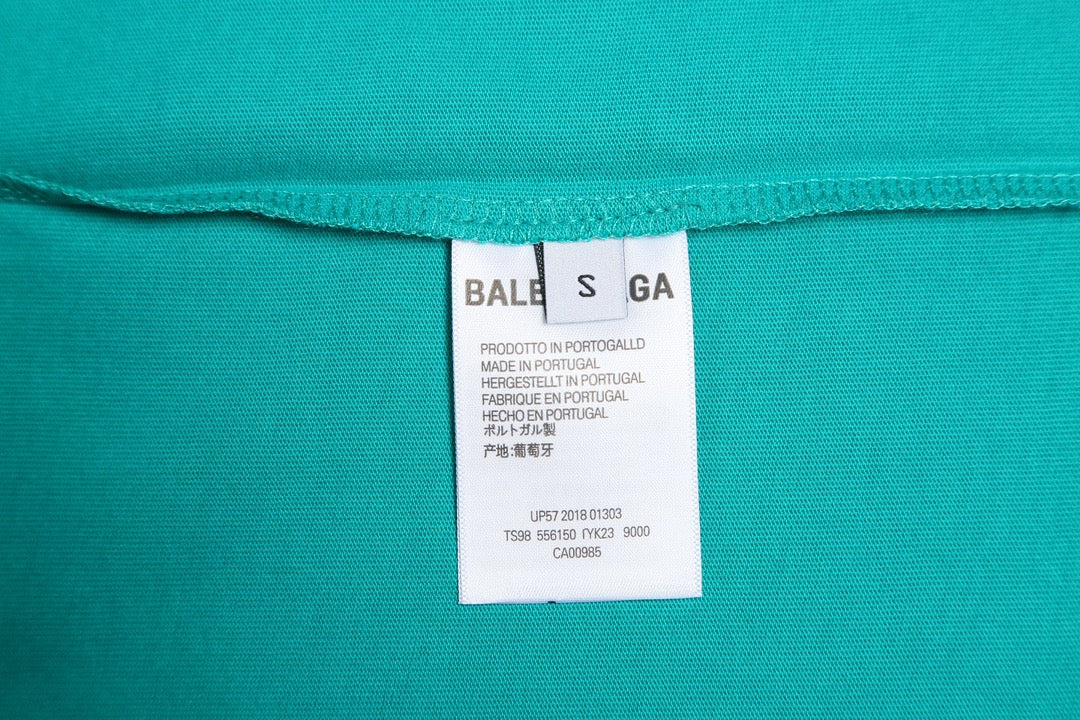 BALE GA
S
PRODOTTO IN PORTOGALLD
MADE IN PORTUGAL
HERGESTELLT IN PORTUGAL
FABRIQUE EN PORTUGAL
HECHO EN PORTUGAL
ポルトガル製
产地:葡萄牙
UP57 2018 01303
TS98 556150 TYK23 9000
CA00985